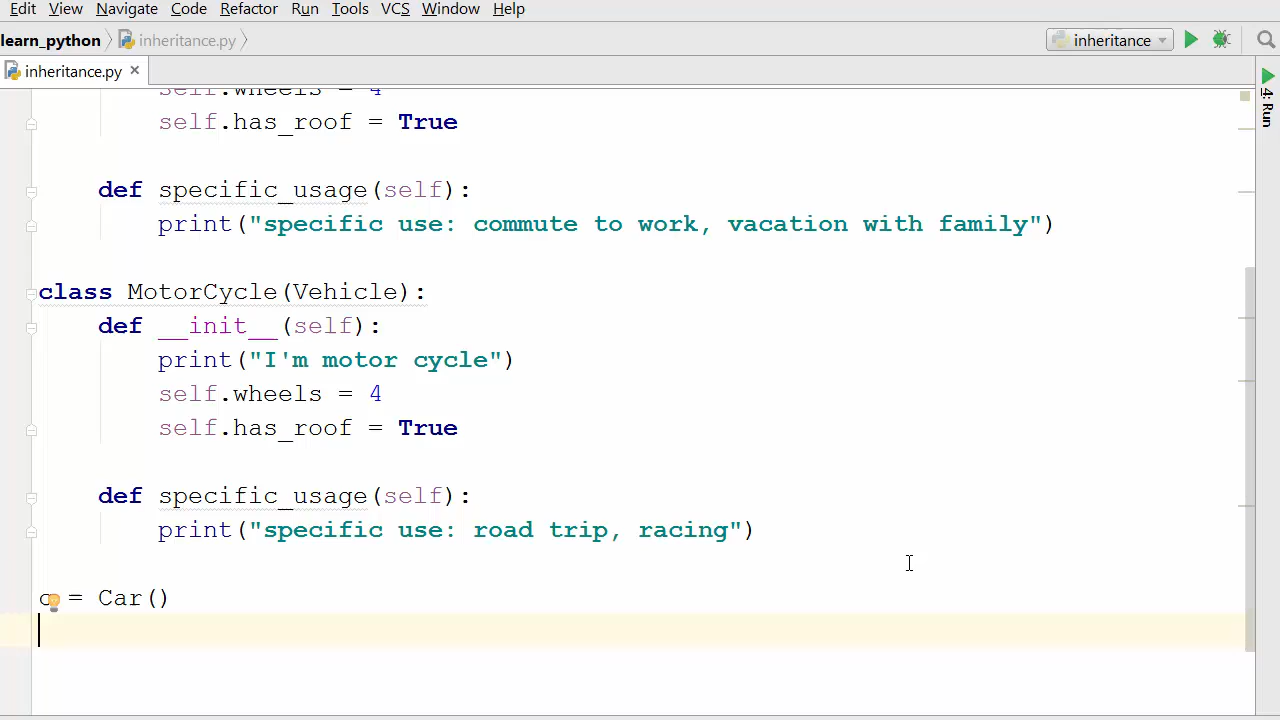 Edit View Navigate Code Refactor Run Tools VCS Window Help
learn_python inheritance.py inheritance
inheritance.py
4: Run
self.wheels = 4
self.has_roof = True
def specific_usage(self):
print("specific use: commute to work, vacation with family")
class MotorCycle(Vehicle):
def __init__(self):
print("I'm motor cycle")
self.wheels = 4
self.has_roof = True
def specific_usage(self):
print("specific use: road trip, racing")
c = Car()